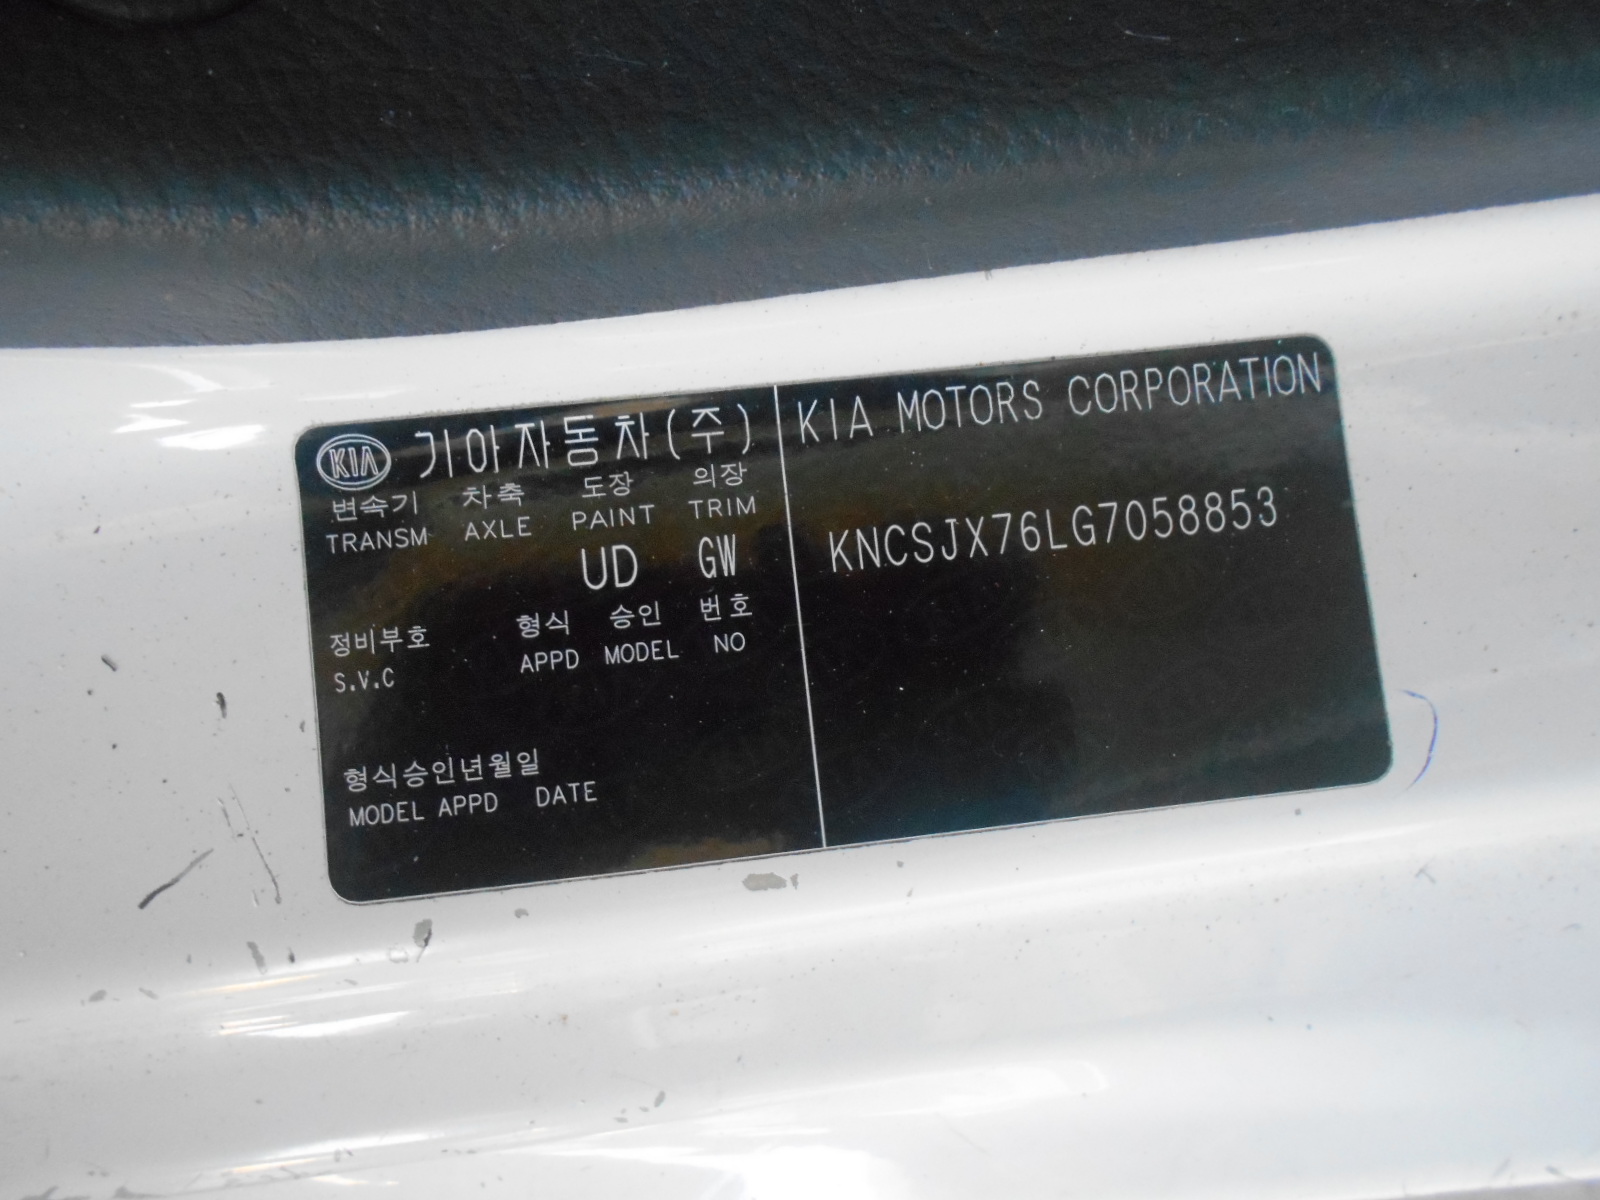 KIA 기아자동차(주)
변속기 차축 도장 의장
TRANSM AXLE PAINT TRIM
UD GW
정비부호 형식 승인 번호
S.V.C APPD MODEL NO
형식승인년월일
MODEL APPD DATE
KIA MOTORS CORPORATION
KNCSJX76LG7058853